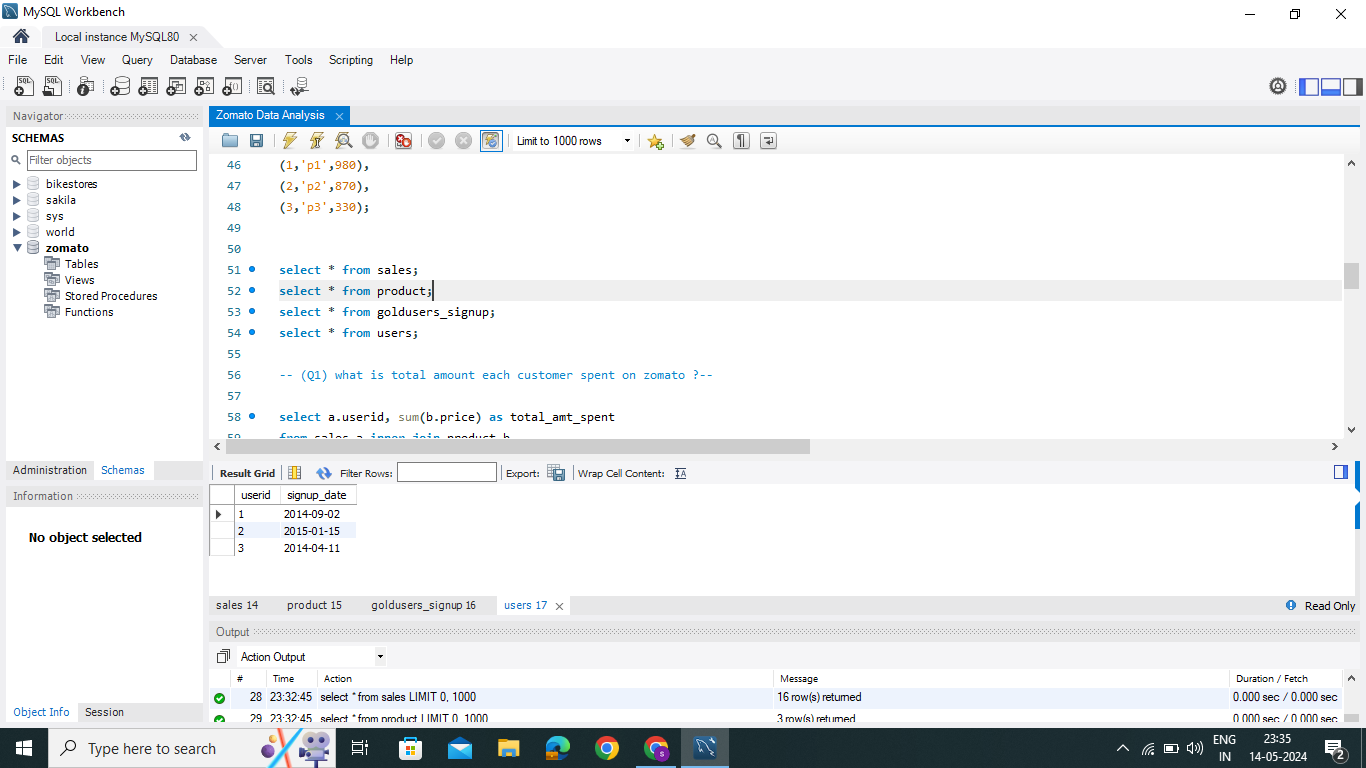 MySQL Workbench
Local instance MySQL80
File Edit View Query Database Server Tools Scripting Help
Navigator
SCHEMAS
Filter objects
bikestores
sakila
sys
world
zomato
Tables
Views
Stored Procedures
Functions
Administration Schemas
Information
No object selected
Object Info Session
Zomato Data Analysis
Limit to 1000 rows
46 (1,'p1',980),
47 (2,'p2',870),
48 (3,'p3',330);
49
50
51 select * from sales;
52 select * from product;
53 select * from goldusers_signup;
54 select * from users;
55
56 -- (Q1) what is total amount each customer spent on zomato ?--
57
58 select a.userid, sum(b.price) as total_amt_spent
59 from sales a inner join product b
Result Grid Filter Rows: Export: Wrap Cell Content:
userid signup_date
1 2014-09-02
2 2015-01-15
3 2014-04-11
sales 14 product 15 goldusers_signup 16 users 17 Read Only
Output
Action Output
# Time Action Message Duration / Fetch
28 23:32:45 select * from sales LIMIT 0, 1000 16 row(s) returned 0.000 sec / 0.000 sec
29 23:32:45 select * from product LIMIT 0, 1000 3 row(s) returned 0.000 sec / 0.000 sec
Type here to search
ENG
IN
23:35
14-05-2024
2